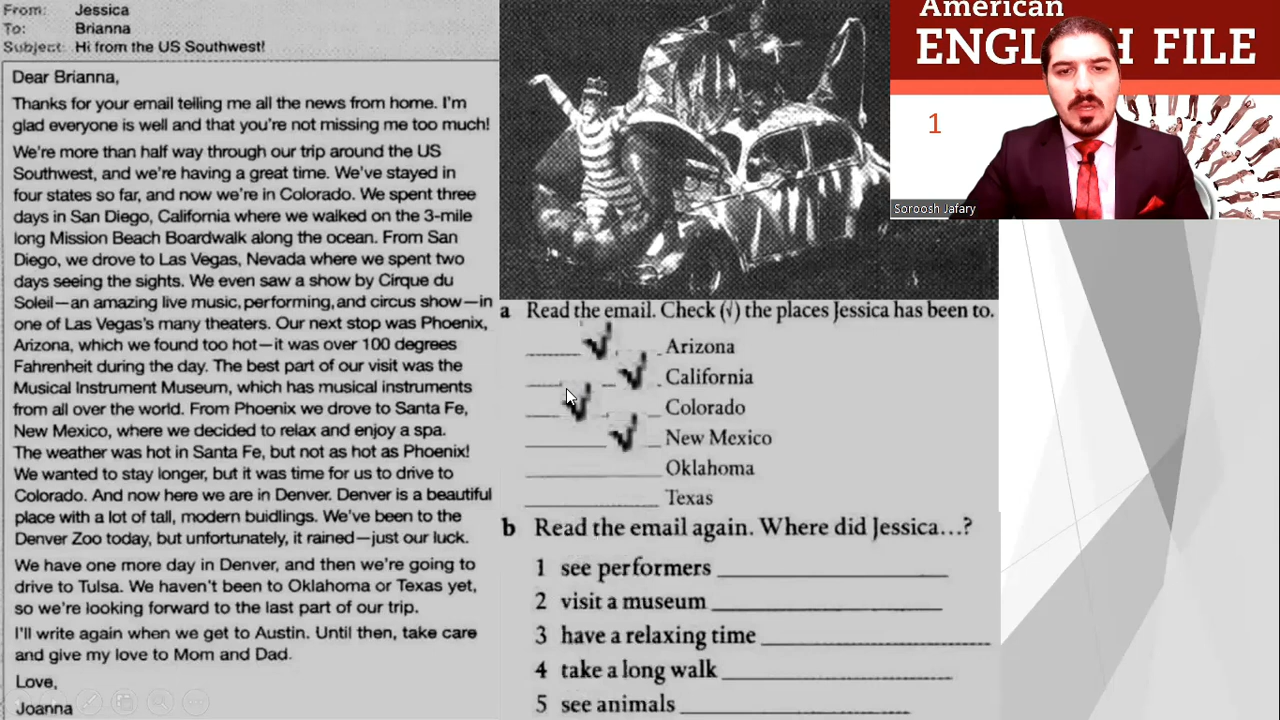 From: Jessica
To: Brianna
Subject: Hi from the US Southwest!
Dear Brianna,
Thanks for your email telling me all the news from home. I'm
glad everyone is well and that you're not missing me too much!
We're more than half way through our trip around the US
Southwest, and we're having a great time. We've stayed in
four states so far, and now we're in Colorado. We spent three
days in San Diego, California where we walked on the 3-mile
long Mission Beach Boardwalk along the ocean. From San
Diego, we drove to Las Vegas, Nevada where we spent two
days seeing the sights. We even saw a show by Cirque du
Soleil—an amazing live music, performing, and circus show—in
one of Las Vegas's many theaters. Our next stop was Phoenix,
Arizona, which we found too hot—it was over 100 degrees
Fahrenheit during the day. The best part of our visit was the
Musical Instrument Museum, which has musical instruments
from all over the world. From Phoenix we drove to Santa Fe,
New Mexico, where we decided to relax and enjoy a spa.
The weather was hot in Santa Fe, but not as hot as Phoenix!
We wanted to stay longer, but it was time for us to drive to
Colorado. And now here we are in Denver. Denver is a beautiful
place with a lot of tall, modern buidlings. We've been to the
Denver Zoo today, but unfortunately, it rained—just our luck.
We have one more day in Denver, and then we're going to
drive to Tulsa. We haven't been to Oklahoma or Texas yet,
so we're looking forward to the last part of our trip.
I'll write again when we get to Austin. Until then, take care
and give my love to Mom and Dad.
Love,
Joanna
a Read the email. Check (√) the places Jessica has been to.
Arizona
California
Colorado
New Mexico
Oklahoma
Texas
b Read the email again. Where did Jessica...?
1 see performers
2 visit a museum
3 have a relaxing time
4 take a long walk
5 see animals
American
ENGL H FILE
1
Soroosh Jafary